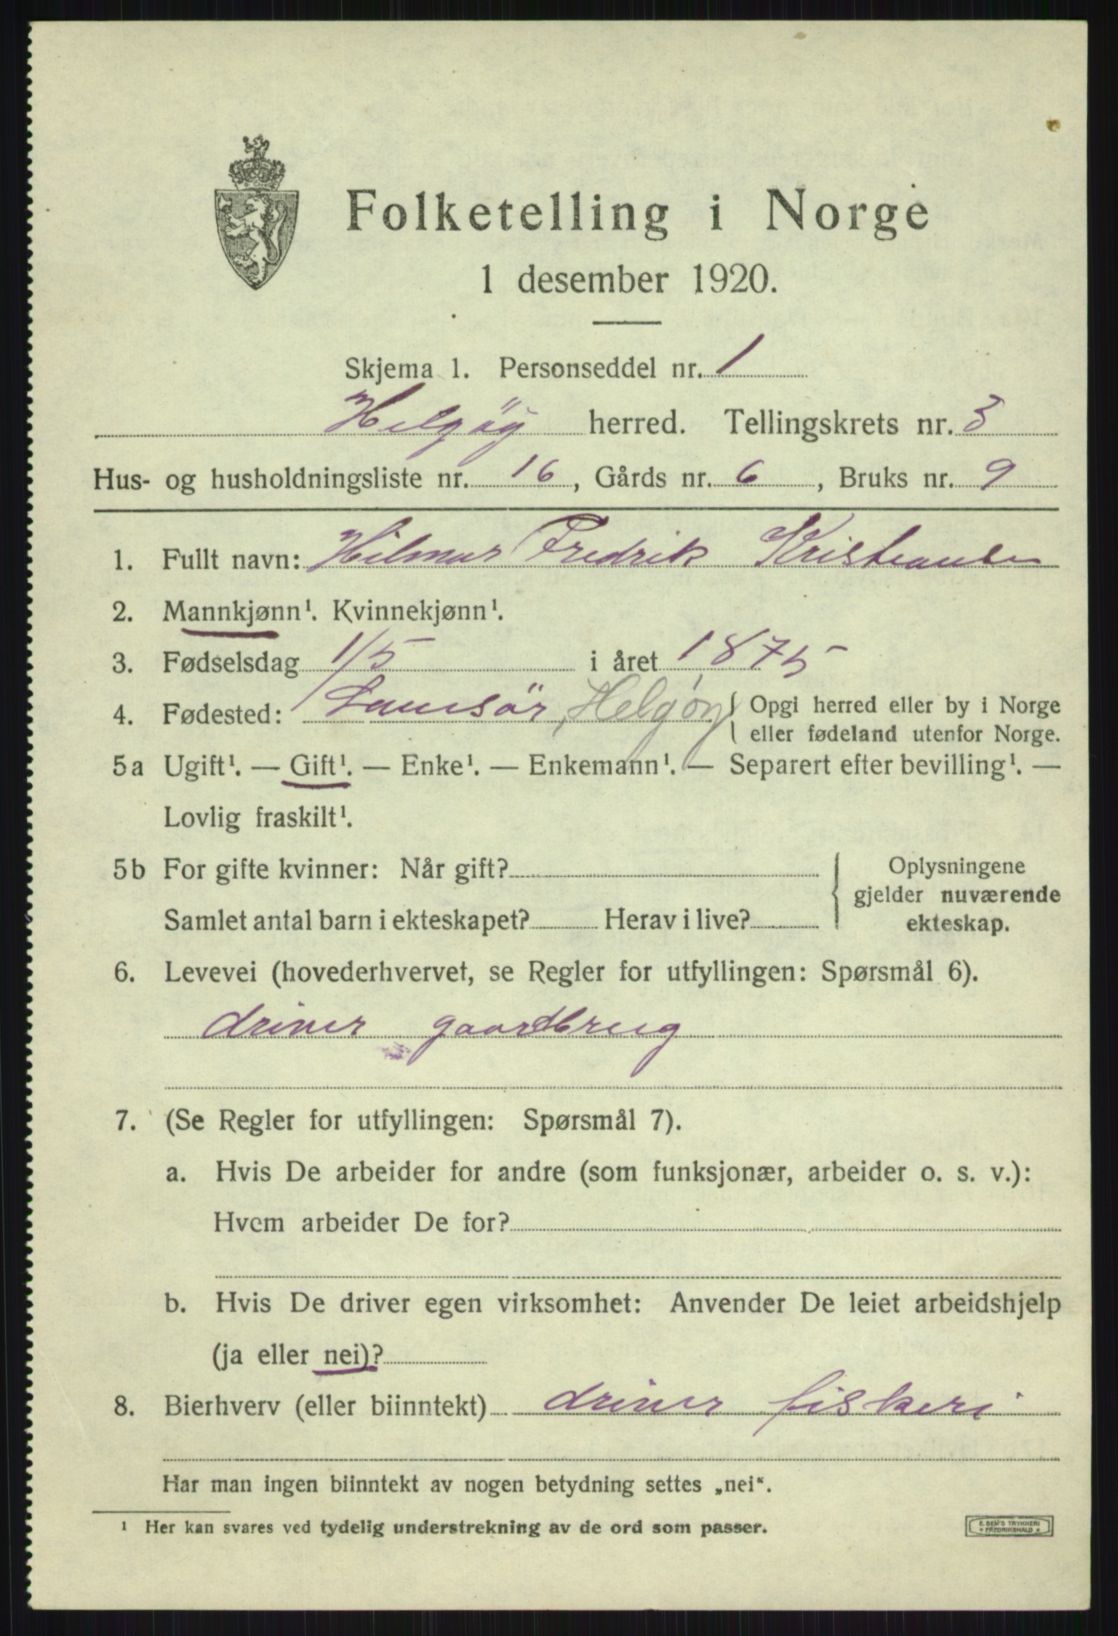 Folketelling i Norge
1 desember 1920.
Skjema 1. Personseddel nr. 1
Helgøy herred. Tellingskrets nr. 3
Hus- og husholdningsliste nr. 16, Gårds nr. 6, Bruks nr. 9
1. Fullt navn: Hilmar Fredrik Kristiansen
2. Mannkjønn¹. Kvinnekjønn¹.
3. Fødselsdag 1/5 i året 1875
4. Fødested: Helgøy { Opgi herred eller by i Norge
eller fødeland utenfor Norge.
5a Ugift¹. — Gift¹. — Enke¹. — Enkemann¹. — Separert efter bevilling¹. —
Lovlig fraskilt¹.
5b For gifte kvinner: Når gift? { Oplysningene
gjelder nuværende
Samlet antal barn i ekteskapet? Herav i live? ekteskap.
6. Levevei (hovederhvervet, se Regler for utfyllingen: Spørsmål 6).
driver gaardbrug
7. (Se Regler for utfyllingen: Spørsmål 7).
a. Hvis De arbeider for andre (som funksjonær, arbeider o. s. v.):
Hvem arbeider De for?
b. Hvis De driver egen virksomhet: Anvender De leiet arbeidshjelp
(ja eller nei)?
8. Bierhverv (eller biinntekt) driver fiskeri
Har man ingen biinntekt av nogen betydning settes „nei“.
¹ Her kan svares ved tydelig understrekning av de ord som passer.
E. SEM'S TRYKKERI
FREDRIKSHALD